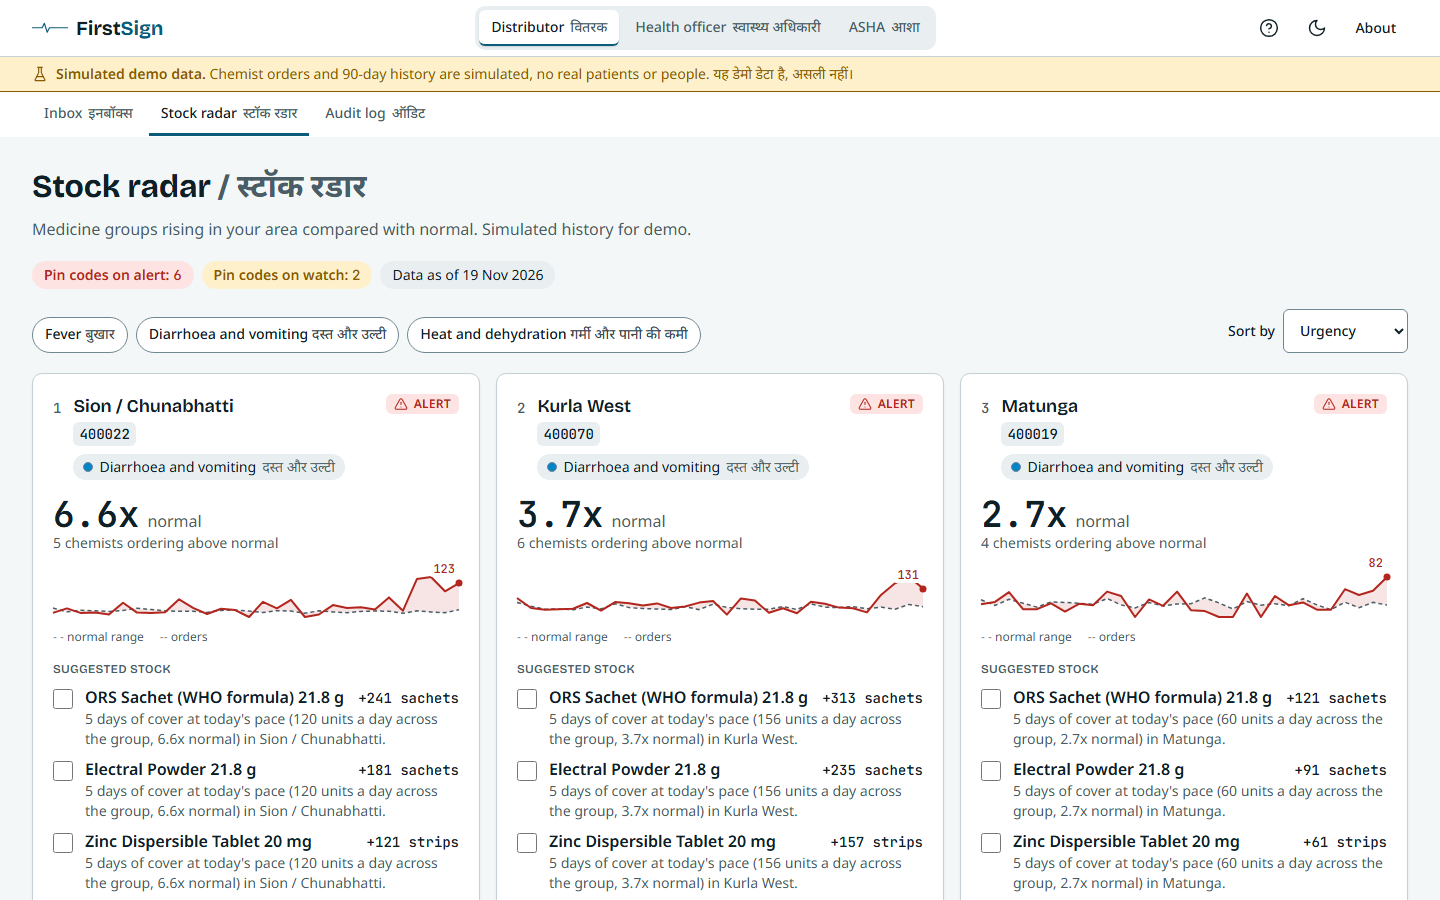 FirstSign
Distributor वितरक
Health officer स्वास्थ्य अधिकारी
ASHA आशा
About
Simulated demo data. Chemist orders and 90-day history are simulated, no real patients or people. यह डेमो डेटा है, असली नहीं।
Inbox इनबॉक्स
Stock radar स्टॉक रडार
Audit log ऑडिट
Stock radar / स्टॉक रडार
Medicine groups rising in your area compared with normal. Simulated history for demo.
Pin codes on alert: 6
Pin codes on watch: 2
Data as of 19 Nov 2026
Fever बुखार
Diarrhoea and vomiting दस्त और उल्टी
Heat and dehydration गर्मी और पानी की कमी
Sort by
Urgency
1 Sion / Chunabhatti
ALERT
400022
Diarrhoea and vomiting दस्त और उल्टी
6.6x normal
5 chemists ordering above normal
123
- - normal range -- orders
SUGGESTED STOCK
ORS Sachet (WHO formula) 21.8 g +241 sachets
5 days of cover at today's pace (120 units a day across
the group, 6.6x normal) in Sion / Chunabhatti.
Electral Powder 21.8 g +181 sachets
5 days of cover at today's pace (120 units a day across
the group, 6.6x normal) in Sion / Chunabhatti.
Zinc Dispersible Tablet 20 mg +121 strips
5 days of cover at today's pace (120 units a day across
the group, 6.6x normal) in Sion / Chunabhatti.
2 Kurla West
ALERT
400070
Diarrhoea and vomiting दस्त और उल्टी
3.7x normal
6 chemists ordering above normal
131
- - normal range -- orders
SUGGESTED STOCK
ORS Sachet (WHO formula) 21.8 g +313 sachets
5 days of cover at today's pace (156 units a day across
the group, 3.7x normal) in Kurla West.
Electral Powder 21.8 g +235 sachets
5 days of cover at today's pace (156 units a day across
the group, 3.7x normal) in Kurla West.
Zinc Dispersible Tablet 20 mg +157 strips
5 days of cover at today's pace (156 units a day across
the group, 3.7x normal) in Kurla West.
3 Matunga
ALERT
400019
Diarrhoea and vomiting दस्त और उल्टी
2.7x normal
4 chemists ordering above normal
82
- - normal range -- orders
SUGGESTED STOCK
ORS Sachet (WHO formula) 21.8 g +121 sachets
5 days of cover at today's pace (60 units a day across the
group, 2.7x normal) in Matunga.
Electral Powder 21.8 g +91 sachets
5 days of cover at today's pace (60 units a day across the
group, 2.7x normal) in Matunga.
Zinc Dispersible Tablet 20 mg +61 strips
5 days of cover at today's pace (60 units a day across the
group, 2.7x normal) in Matunga.